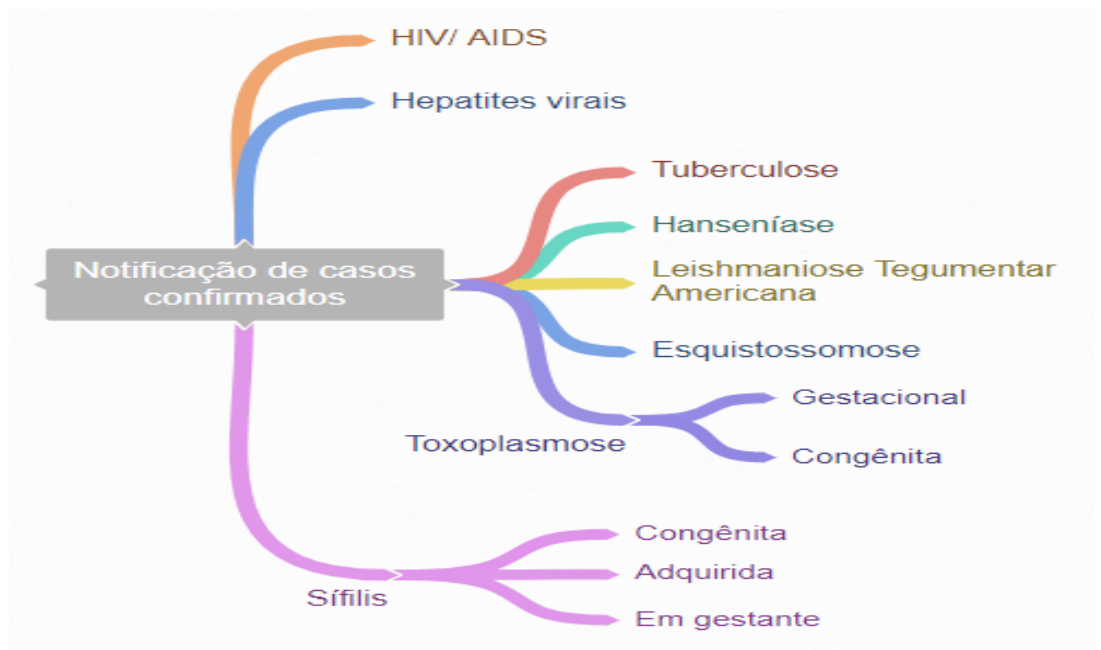 HIV/ AIDS
Hepatites virais
Tuberculose
Hanseníase
Notificação de casos
confirmados
Leishmaniose Tegumentar
Americana
Esquistossomose
Toxoplasmose
Gestacional
Congênita
Sífilis
Congênita
Adquirida
Em gestante